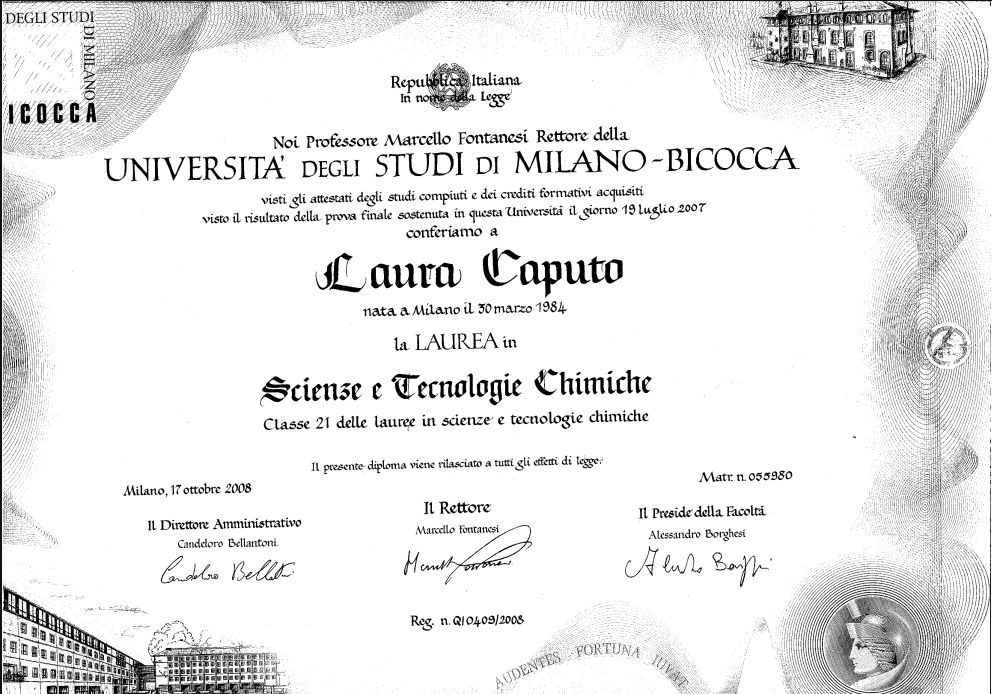 DEGLI STUDI
DI MILANO
ICOCCA
Repubblica Italiana
In nome della Legge
Noi Professore Marcello Fontanesi Rettore della
UNIVERSITA' DEGLI STUDI DI MILANO-BICOCCA
visti gli attestati degli studi compiuti e dei crediti formativi acquisiti
visto il risultato della prova finale sostenuta in questa Università il giorno 19 luglio 2007
conferiamo a
Laura Caputo
nata a Milano il 30 marzo 1984
la LAUREA in
Scienze e Tecnologie Chimiche
Classe 21 delle lauree in scienze e tecnologie chimiche
Il presente diploma viene rilasciato a tutti gli effetti di legge.
Matr. n. 055980
Milano, 17 ottobre 2008
Il Direttore Amministrativo
Candeloro Bellantoni
Il Rettore
Marcello Fontanesi
Il Preside della Facoltà
Alessandro Borghesi
Reg. n. Q10409/2008
AUDENTES FORTUNA IUVAT